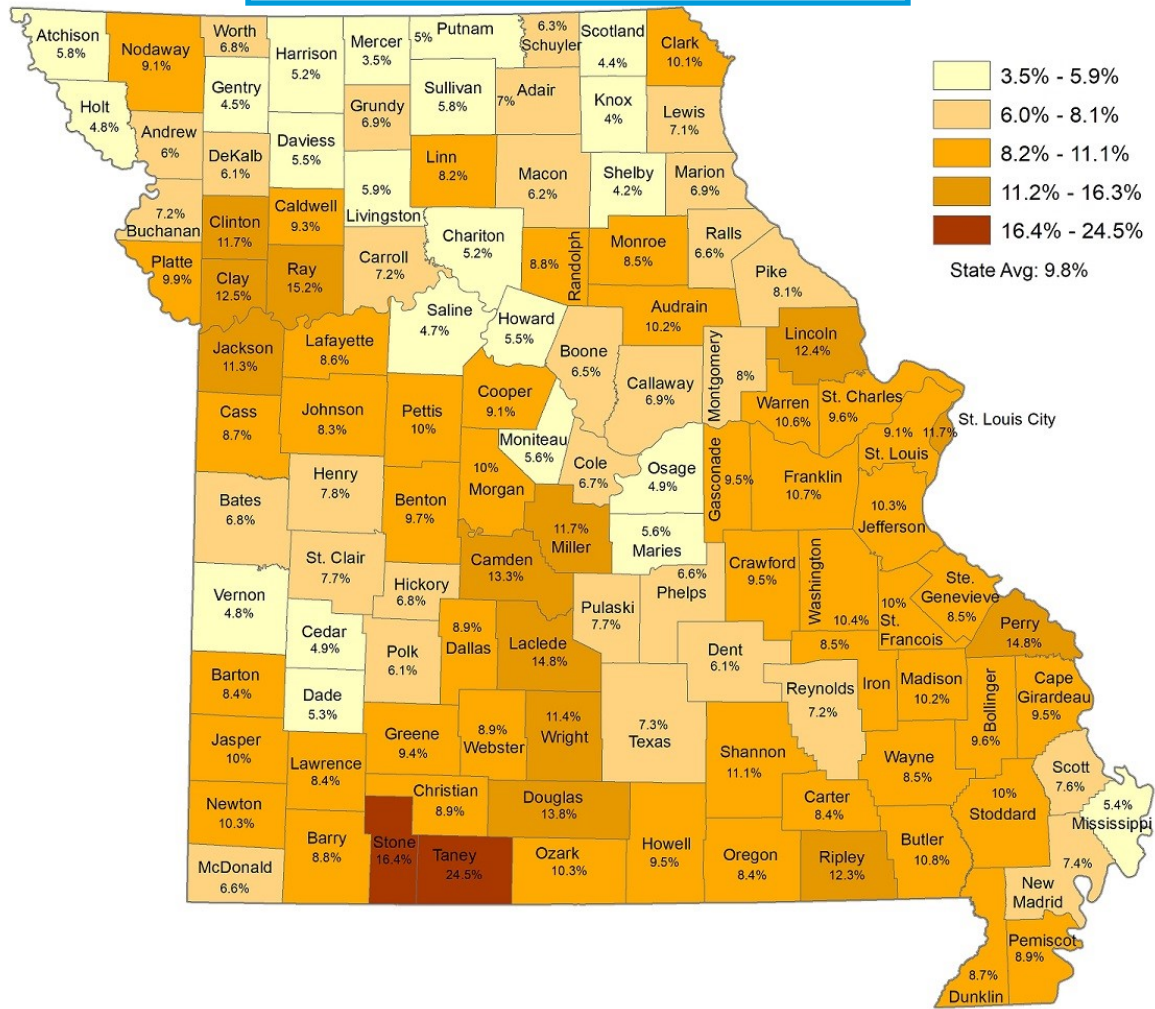 Atchison
5.8%
Nodaway
9.1%
Worth
6.8%
Harrison
5.2%
Mercer
3.5%
5% Putnam
6.3%
Schuyler
Scotland
4.4%
Clark
10.1%
3.5% - 5.9%
6.0% - 8.1%
8.2% - 11.1%
11.2% - 16.3%
16.4% - 24.5%
State Avg: 9.8%
Holt
4.8%
Gentry
4.5%
Grundy
6.9%
Sullivan
5.8%
7% Adair
Knox
4%
Lewis
7.1%
Andrew
6%
DeKalb
6.1%
Daviess
5.5%
5.9%
Livingston
Linn
8.2%
Macon
6.2%
Shelby
4.2%
Marion
6.9%
7.2%
Buchanan
Clinton
11.7%
Caldwell
9.3%
Chariton
5.2%
8.8%
Randolph
Monroe
8.5%
Ralls
6.6%
Platte
9.9%
Clay
12.5%
Ray
15.2%
Carroll
7.2%
Pike
8.1%
Saline
4.7%
Howard
5.5%
Audrain
10.2%
Lincoln
12.4%
Jackson
11.3%
Lafayette
8.6%
Boone
6.5%
Callaway
6.9%
Montgomery
8%
Cass
8.7%
Johnson
8.3%
Pettis
10%
Cooper
9.1%
Moniteau
5.6%
Warren
10.6%
St. Charles
9.6%
9.1%
St. Louis
11.7%
St. Louis City
Bates
6.8%
Henry
7.8%
Benton
9.7%
10%
Morgan
Cole
6.7%
Osage
4.9%
Gasconade
9.5%
Franklin
10.7%
10.3%
Jefferson
11.7%
Miller
5.6%
Maries
St. Clair
7.7%
Camden
13.3%
Hickory
6.8%
6.6%
Phelps
Crawford
9.5%
Washington
10.4%
10%
St.
Francois
Ste.
Genevieve
8.5%
Perry
14.8%
Vernon
4.8%
Cedar
4.9%
Polk
6.1%
8.9%
Dallas
Laclede
14.8%
Pulaski
7.7%
Dent
6.1%
8.5%
Iron
Madison
10.2%
Bollinger
9.6%
Cape
Girardeau
9.5%
Barton
8.4%
Dade
5.3%
Reynolds
7.2%
Jasper
10%
Lawrence
8.4%
Greene
9.4%
8.9%
Webster
11.4%
Wright
7.3%
Texas
Shannon
11.1%
Wayne
8.5%
Scott
7.6%
5.4%
Mississippi
Newton
10.3%
Christian
8.9%
Douglas
13.8%
Carter
8.4%
10%
Stoddard
McDonald
6.6%
Barry
8.8%
Stone
16.4%
Taney
24.5%
Ozark
10.3%
Howell
9.5%
Oregon
8.4%
Ripley
12.3%
Butler
10.8%
7.4%
New
Madrid
Pemiscot
8.9%
8.7%
Dunklin